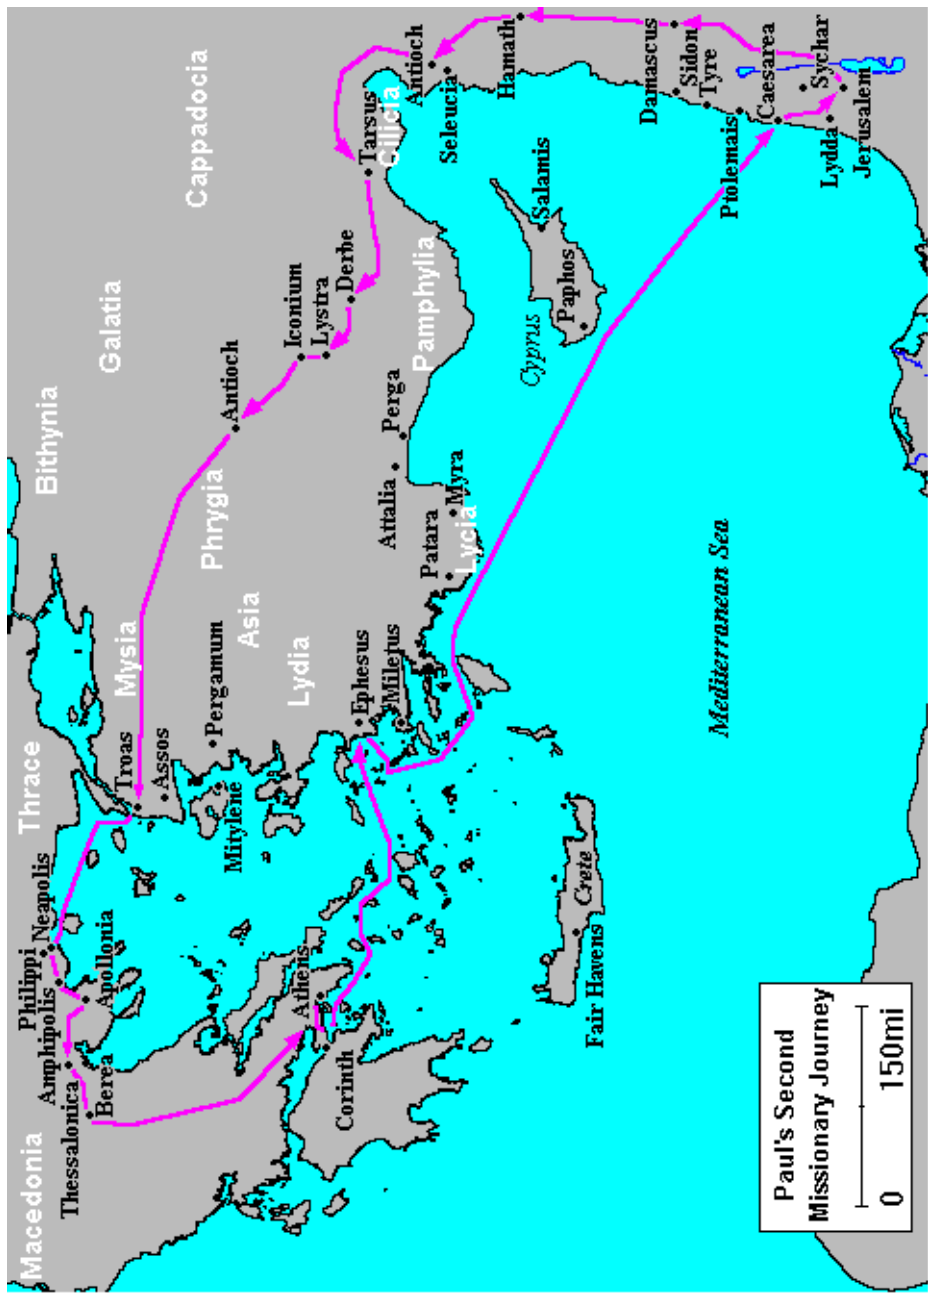 Macedonia
Thrace
Bithynia
Galatia
Cappadocia
Mysia
Phrygia
Asia
Lydia
Lycia
Pamphylia
Cilicia
Philippi
Neapolis
Amphipolis
Apollonia
Thessalonica
Berea
Troas
Assos
Pergamum
Mitylene
Athens
Corinth
Ephesus
Miletus
Antioch
Iconium
Lystra
Derbe
Tarsus
Antioch
Seleucia
Hamath
Attalia
Perga
Patara
Myra
Cyprus
Salamis
Paphos
Damascus
Sidon
Tyre
Ptolemais
Caesarea
Sychar
Lydda
Jerusalem
Crete
Fair Havens
Mediterranean Sea
Paul's Second
Missionary Journey
0 150mi